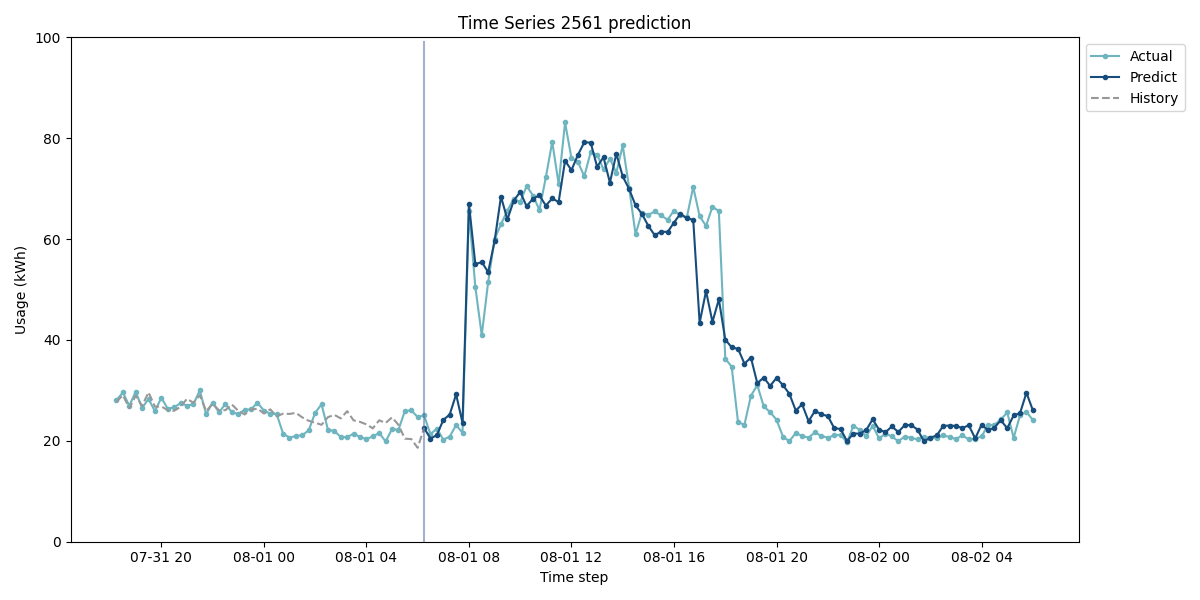 Time Series 2561 prediction
100
80
60
40
20
0
Usage (kWh)
07-31 20
08-01 00
08-01 04
08-01 08
08-01 12
08-01 16
08-01 20
08-02 00
08-02 04
Time step
Actual
Predict
History